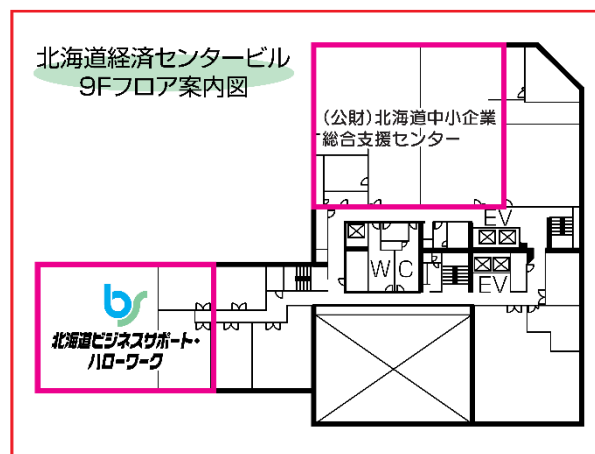 北海道経済センタービル
9Fフロア案内図
(公財)北海道中小企業
総合支援センター
EV
WC
EV
bs
北海道ビジネスサポート・
ハローワーク